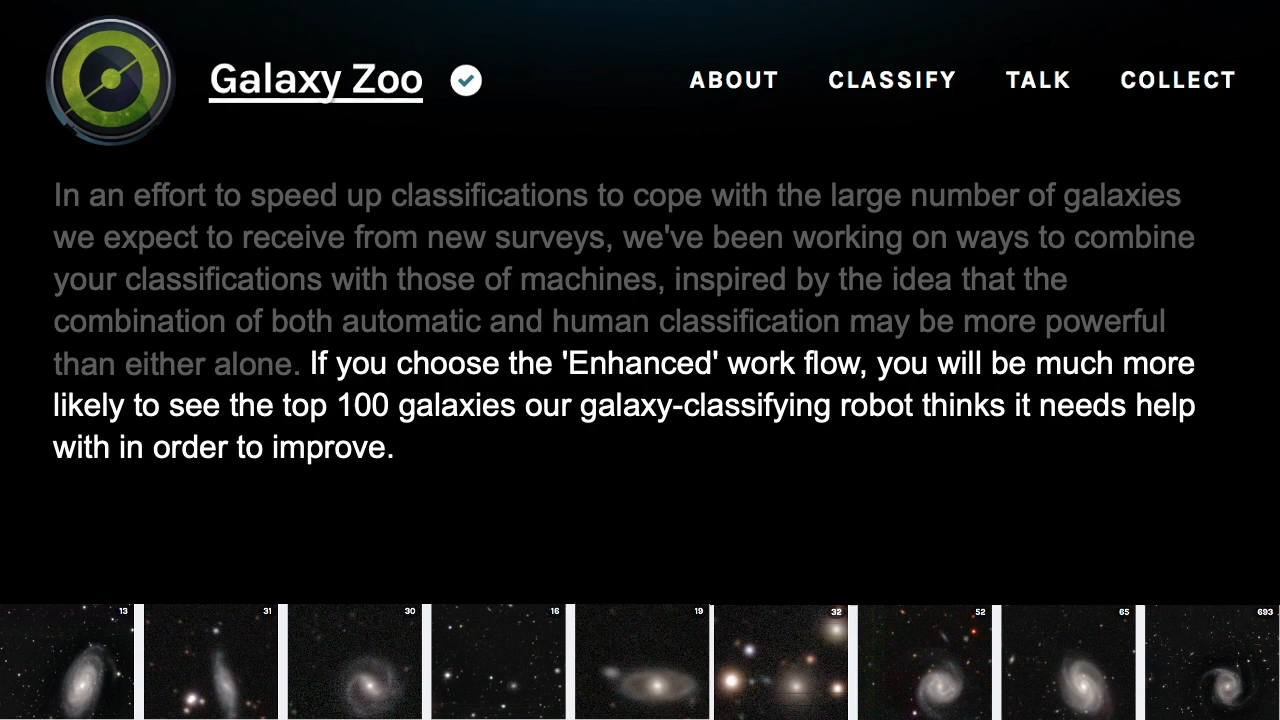 Galaxy Zoo
ABOUT CLASSIFY TALK COLLECT
In an effort to speed up classifications to cope with the large number of galaxies
we expect to receive from new surveys, we've been working on ways to combine
your classifications with those of machines, inspired by the idea that the
combination of both automatic and human classification may be more powerful
than either alone. If you choose the 'Enhanced' work flow, you will be much more
likely to see the top 100 galaxies our galaxy-classifying robot thinks it needs help
with in order to improve.
13 31 30 16 19 32 52 65 693